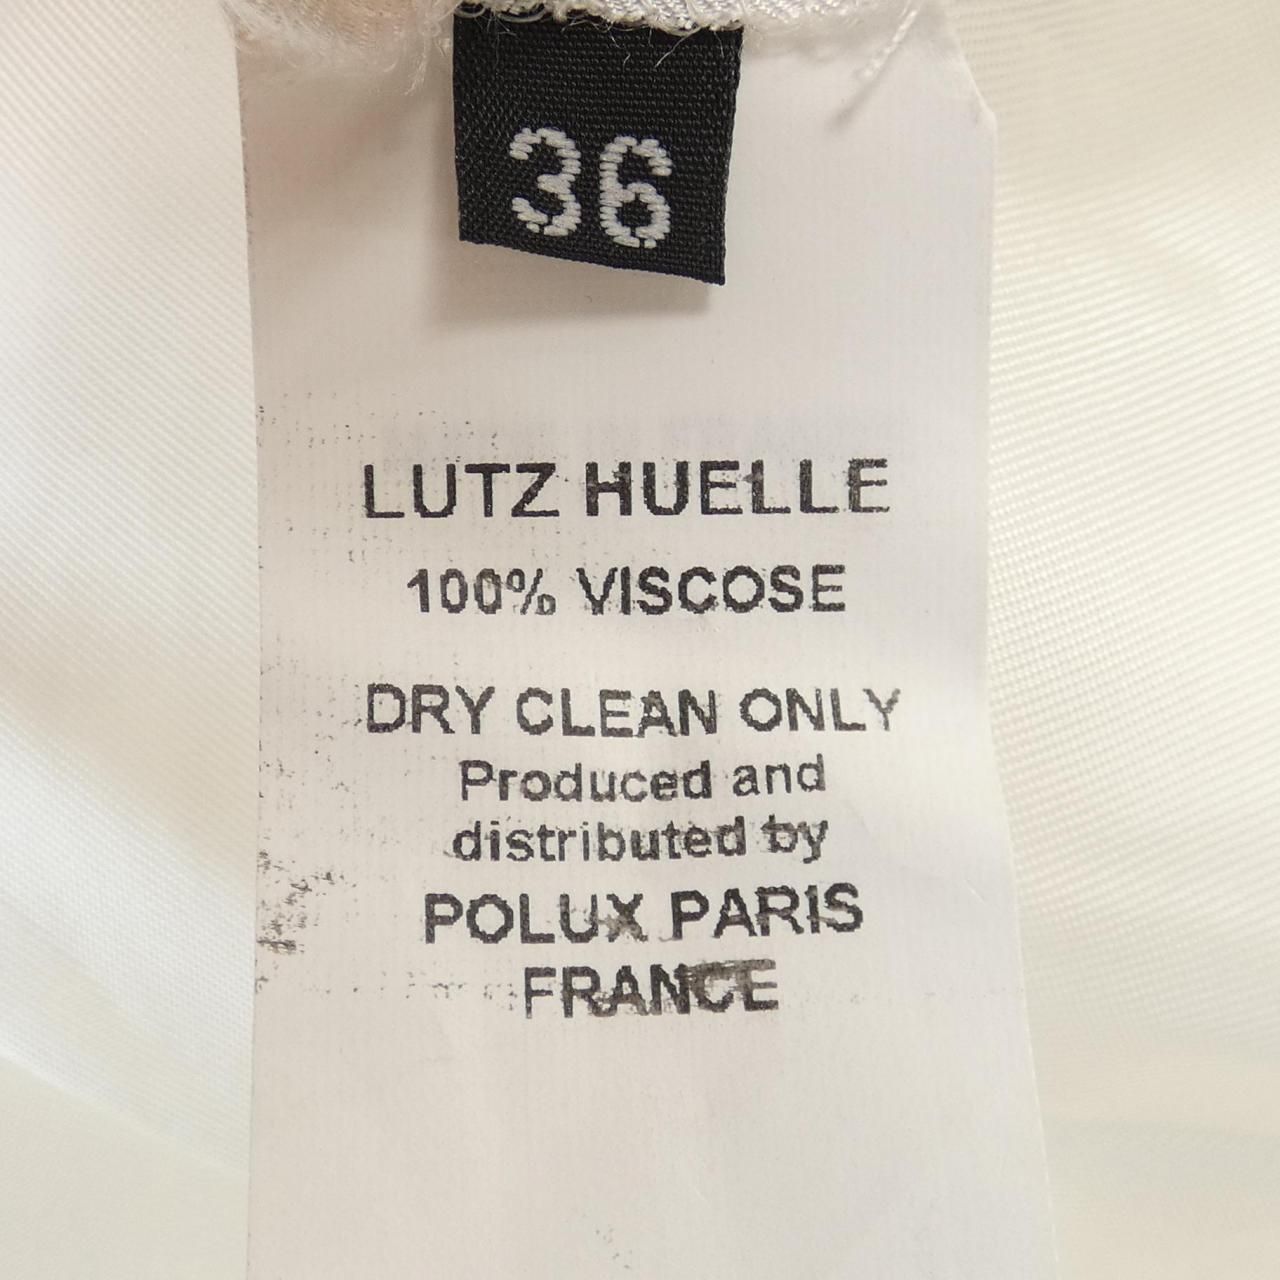 36
LUTZ HUELLE
100% VISCOSE
DRY CLEAN ONLY
Produced and
distributed by
POLUX PARIS
FRANCE